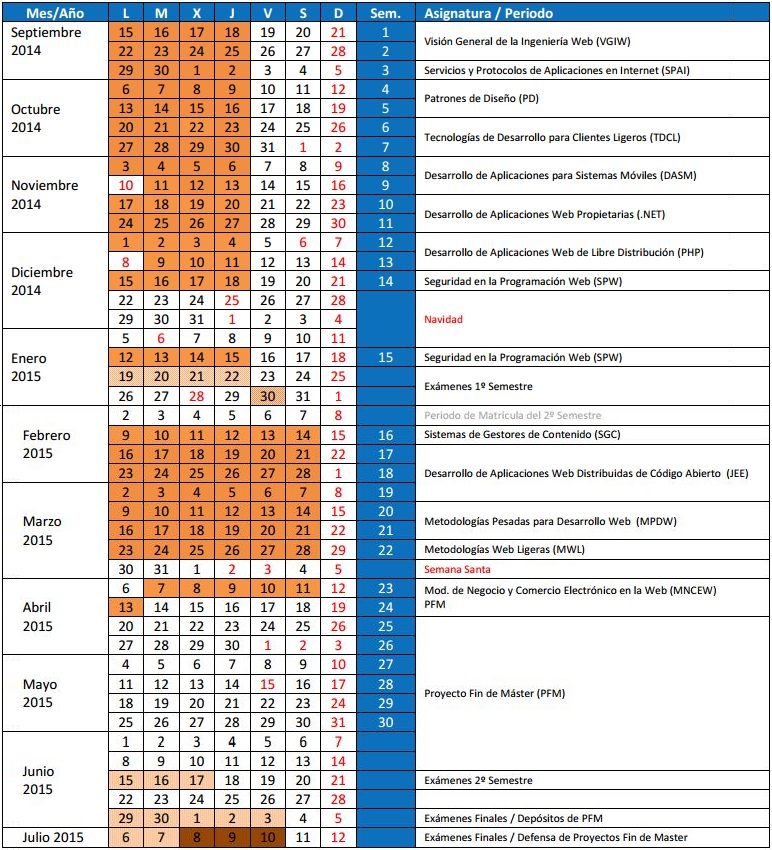 Mes/Año L M X J V S D Sem. Asignatura / Periodo
Septiembre 2014
15 16 17 18 19 20 21 1
22 23 24 25 26 27 28 2
Visión General de la Ingeniería Web (VGIW)
29 30 1 2 3 4 5 3 Servicios y Protocolos de Aplicaciones en Internet (SPAI)
Octubre 2014
6 7 8 9 10 11 12 4
13 14 15 16 17 18 19 5
Patrones de Diseño (PD)
20 21 22 23 24 25 26 6
27 28 29 30 31 1 2 7
Tecnologías de Desarrollo para Clientes Ligeros (TDCL)
Noviembre 2014
3 4 5 6 7 8 9 8
10 11 12 13 14 15 16 9
Desarrollo de Aplicaciones para Sistemas Móviles (DASM)
17 18 19 20 21 22 23 10
24 25 26 27 28 29 30 11
Desarrollo de Aplicaciones Web Propietarias (.NET)
Diciembre 2014
1 2 3 4 5 6 7 12
8 9 10 11 12 13 14 13
Desarrollo de Aplicaciones Web de Libre Distribución (PHP)
15 16 17 18 19 20 21 14 Seguridad en la Programación Web (SPW)
22 23 24 25 26 27 28
29 30 31 1 2 3 4
Navidad
Enero 2015
5 6 7 8 9 10 11
12 13 14 15 16 17 18 15 Seguridad en la Programación Web (SPW)
19 20 21 22 23 24 25
26 27 28 29 30 31 1
Exámenes 1º Semestre
Febrero 2015
2 3 4 5 6 7 8 Periodo de Matrícula del 2º Semestre
9 10 11 12 13 14 15 16 Sistemas de Gestores de Contenido (SGC)
16 17 18 19 20 21 22 17
23 24 25 26 27 28 1 18
Desarrollo de Aplicaciones Web Distribuidas de Código Abierto (JEE)
Marzo 2015
2 3 4 5 6 7 8 19
9 10 11 12 13 14 15 20
16 17 18 19 20 21 22 21
Metodologías Pesadas para Desarrollo Web (MPDW)
23 24 25 26 27 28 29 22 Metodologías Web Ligeras (MWL)
30 31 1 2 3 4 5 Semana Santa
Abril 2015
6 7 8 9 10 11 12 23 Mod. de Negocio y Comercio Electrónico en la Web (MNCEW)
13 14 15 16 17 18 19 24 PFM
20 21 22 23 24 25 26 25
27 28 29 30 1 2 3 26
Mayo 2015
4 5 6 7 8 9 10 27
11 12 13 14 15 16 17 28
18 19 20 21 22 23 24 29
25 26 27 28 29 30 31 30
Proyecto Fin de Máster (PFM)
Junio 2015
1 2 3 4 5 6 7
8 9 10 11 12 13 14
15 16 17 18 19 20 21 Exámenes 2º Semestre
22 23 24 25 26 27 28
29 30 1 2 3 4 5 Exámenes Finales / Depósitos de PFM
Julio 2015 6 7 8 9 10 11 12 Exámenes Finales / Defensa de Proyectos Fin de Master